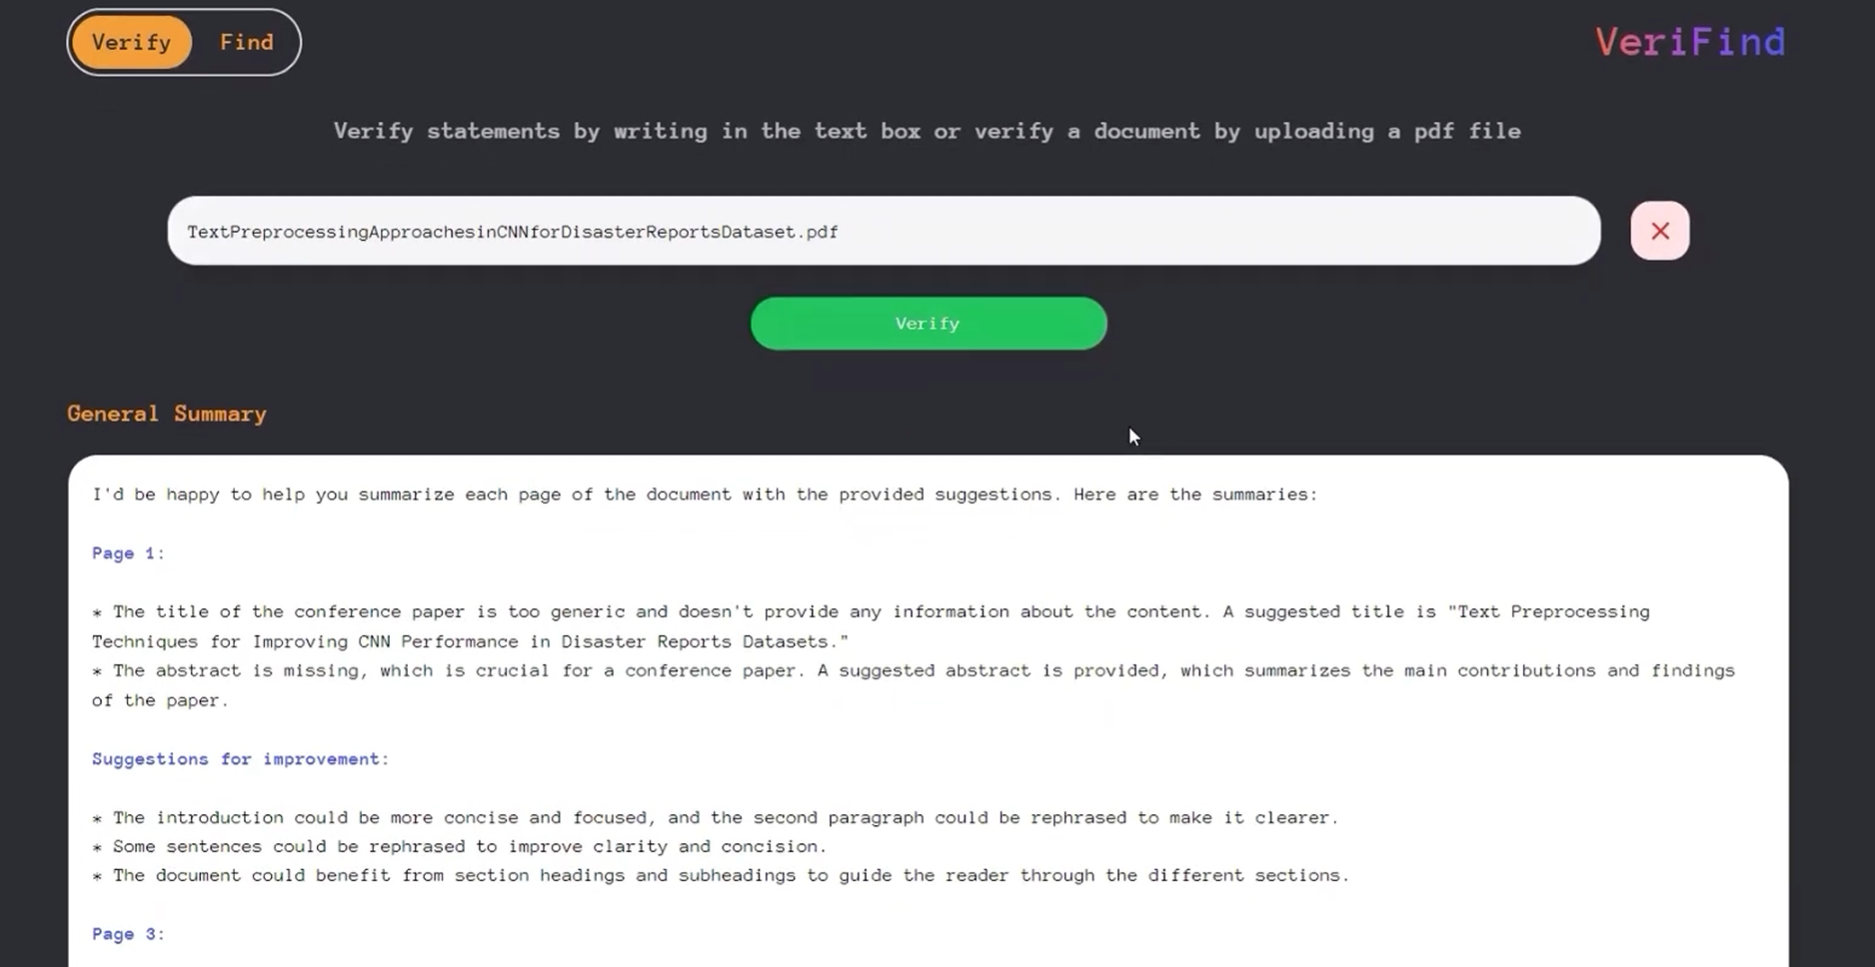 Verify Find VeriFind
Verify statements by writing in the text box or verify a document by uploading a pdf file
TextPreprocessingApproachesinCNNforDisasterReportsDataset.pdf
Verify
General Summary
I'd be happy to help you summarize each page of the document with the provided suggestions. Here are the summaries:
Page 1:
* The title of the conference paper is too generic and doesn't provide any information about the content. A suggested title is "Text Preprocessing
Techniques for Improving CNN Performance in Disaster Reports Datasets."
* The abstract is missing, which is crucial for a conference paper. A suggested abstract is provided, which summarizes the main contributions and findings
of the paper.
Suggestions for improvement:
* The introduction could be more concise and focused, and the second paragraph could be rephrased to make it clearer.
* Some sentences could be rephrased to improve clarity and concision.
* The document could benefit from section headings and subheadings to guide the reader through the different sections.
Page 3: